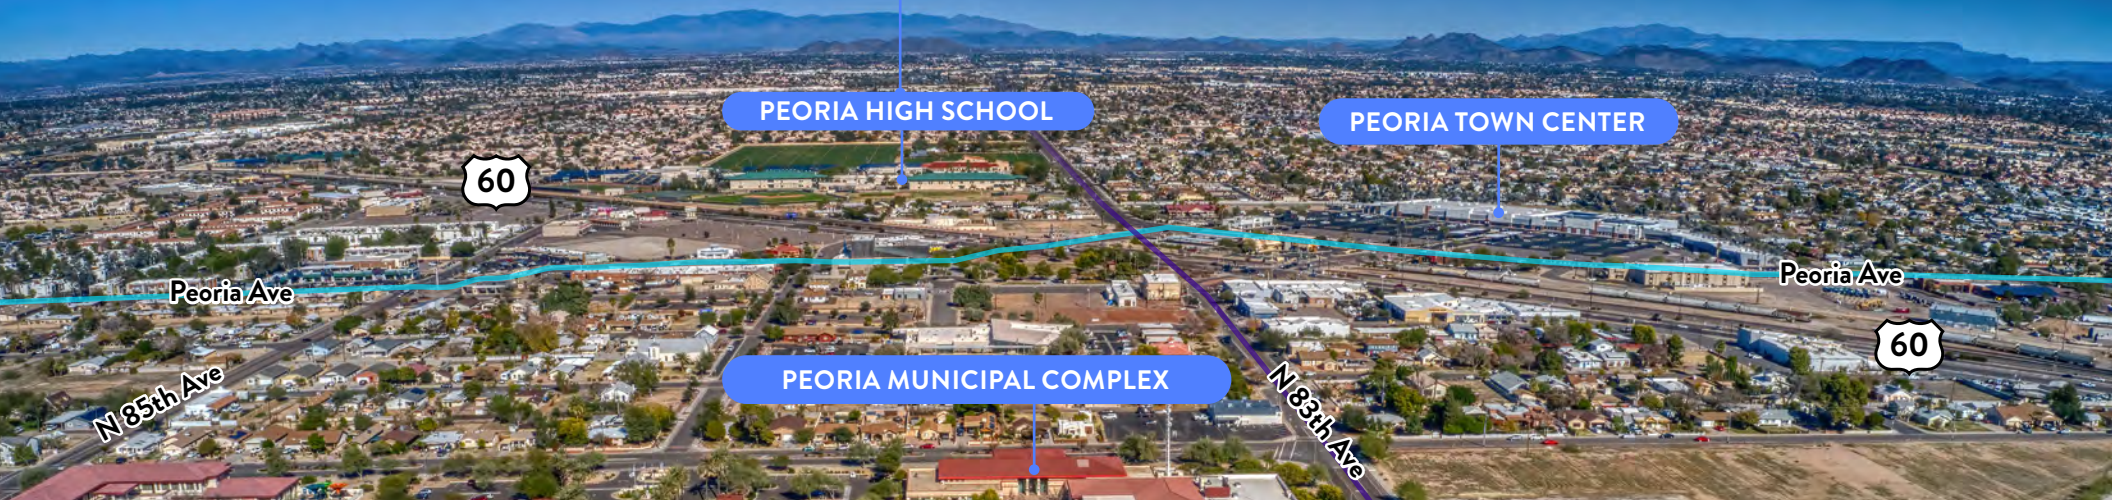 PEORIA HIGH SCHOOL
PEORIA TOWN CENTER
60
Peoria Ave
Peoria Ave
60
PEORIA MUNICIPAL COMPLEX
N 85th Ave
N 83th Ave